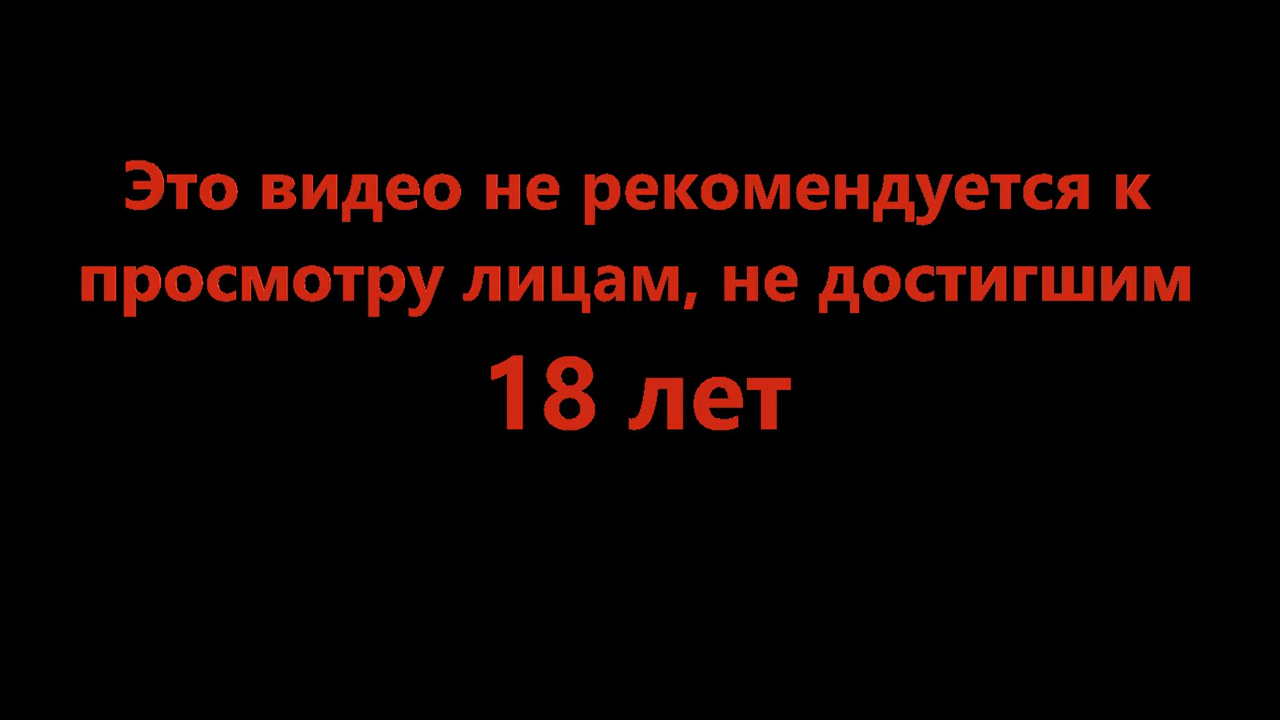 Это видео не рекомендуется к
просмотру лицам, не достигшим
18 лет